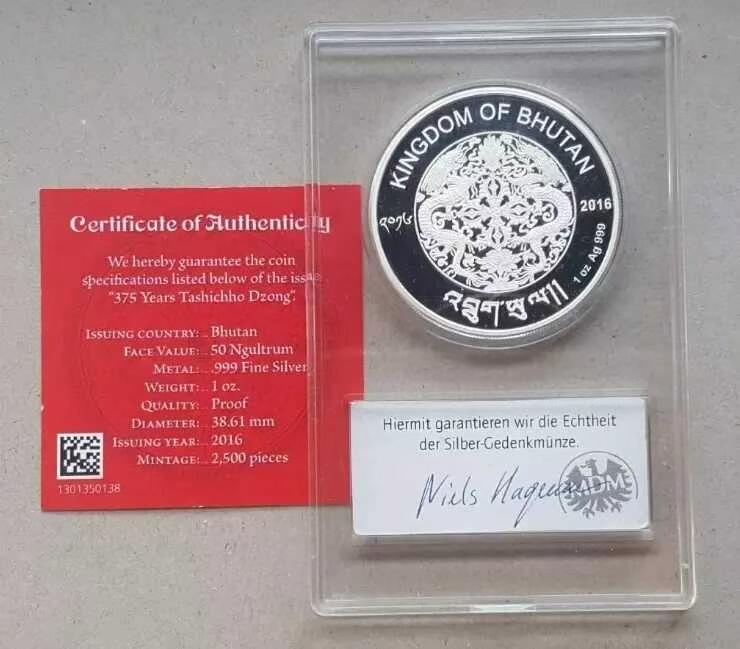 Certificate of Authenticity
We hereby guarantee the coin
specifications listed below of the issue
"375 Years Tashichho Dzong".
ISSUING COUNTRY: Bhutan
FACE VALUE: 50 Ngultrum
METAL: .999 Fine Silver
WEIGHT: 1 oz.
QUALITY: Proof
DIAMETER: 38.61 mm
ISSUING YEAR: 2016
MINTAGE: 2,500 pieces
1301350138
KINGDOM OF BHUTAN
༢༠༡༦
2016
1 oz Ag 999
འབྲུག་ཡུལ།།
Hiermit garantieren wir die Echtheit
der Silber-Gedenkmünze.
Niels
ADM